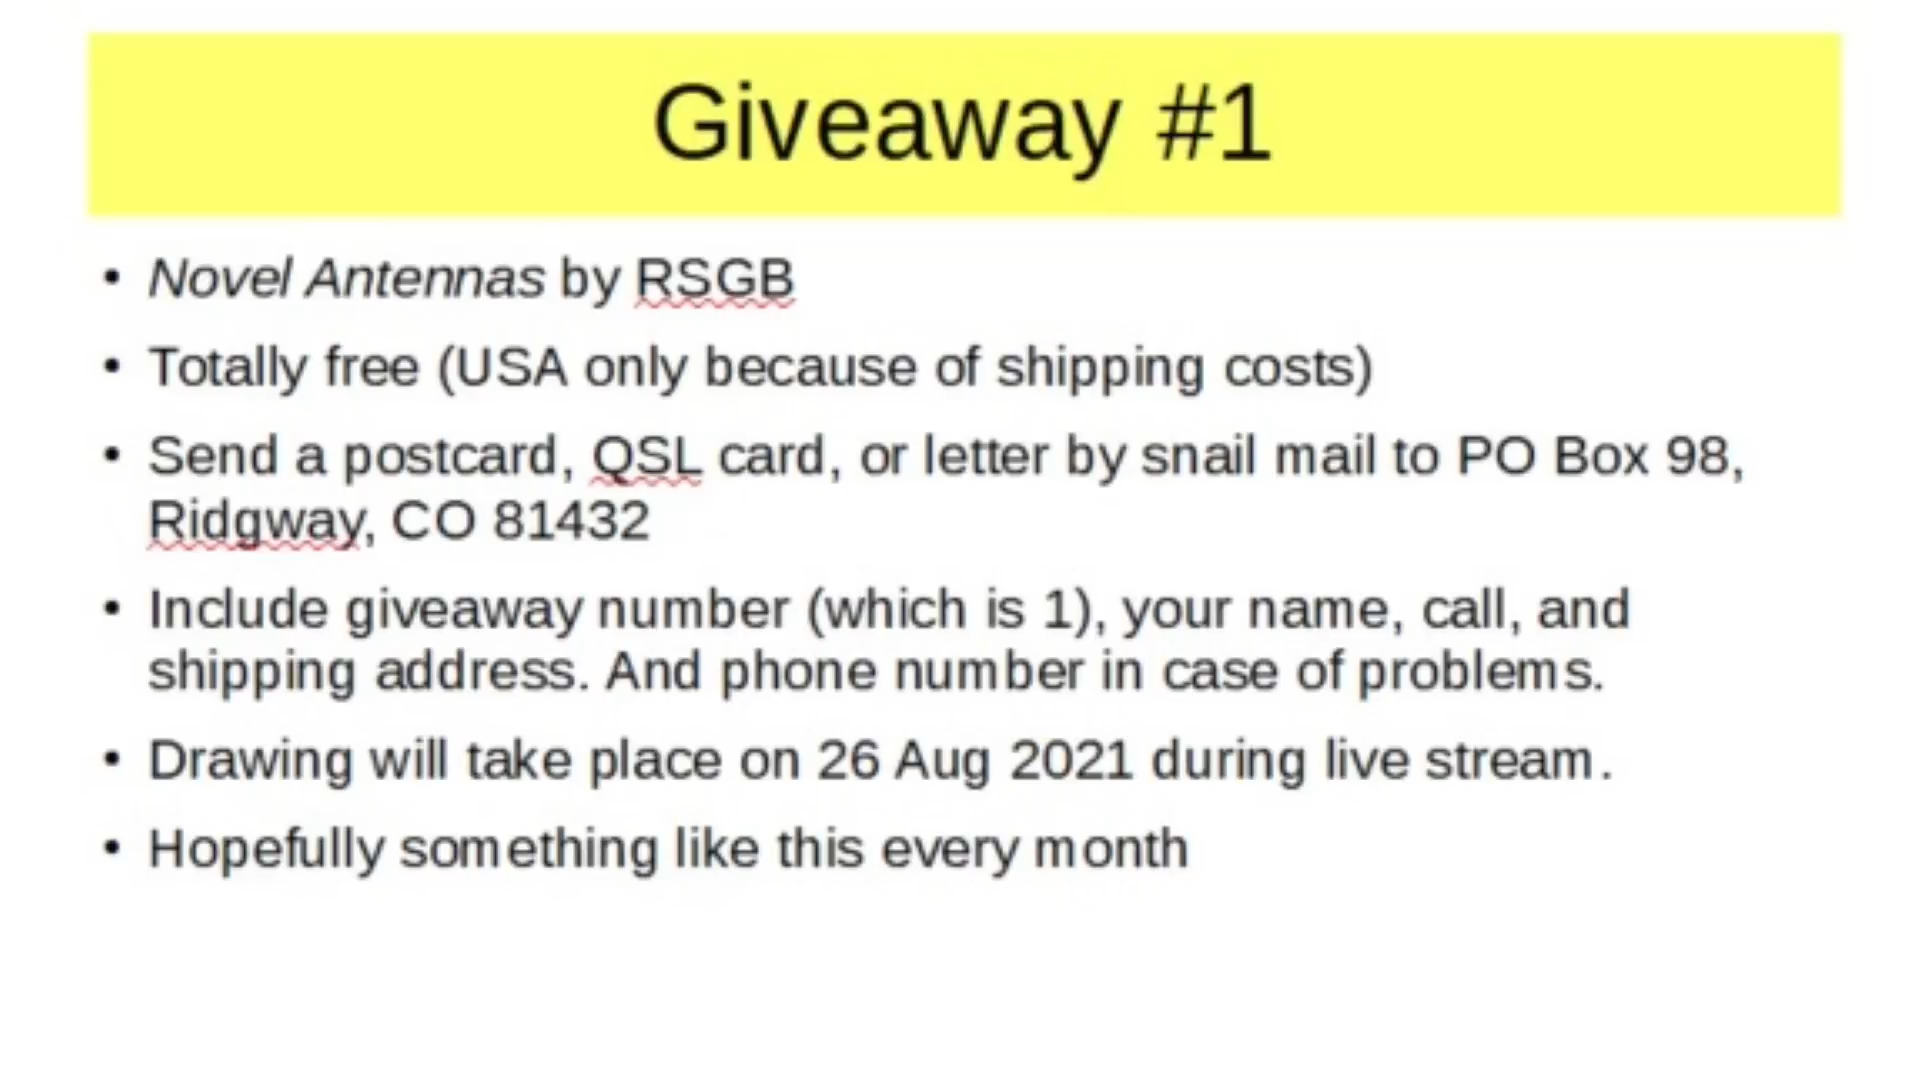 Giveaway #1
• Novel Antennas by RSGB
• Totally free (USA only because of shipping costs)
• Send a postcard, QSL card, or letter by snail mail to PO Box 98,
Ridgway, CO 81432
• Include giveaway number (which is 1), your name, call, and
shipping address. And phone number in case of problems.
• Drawing will take place on 26 Aug 2021 during live stream.
• Hopefully something like this every month